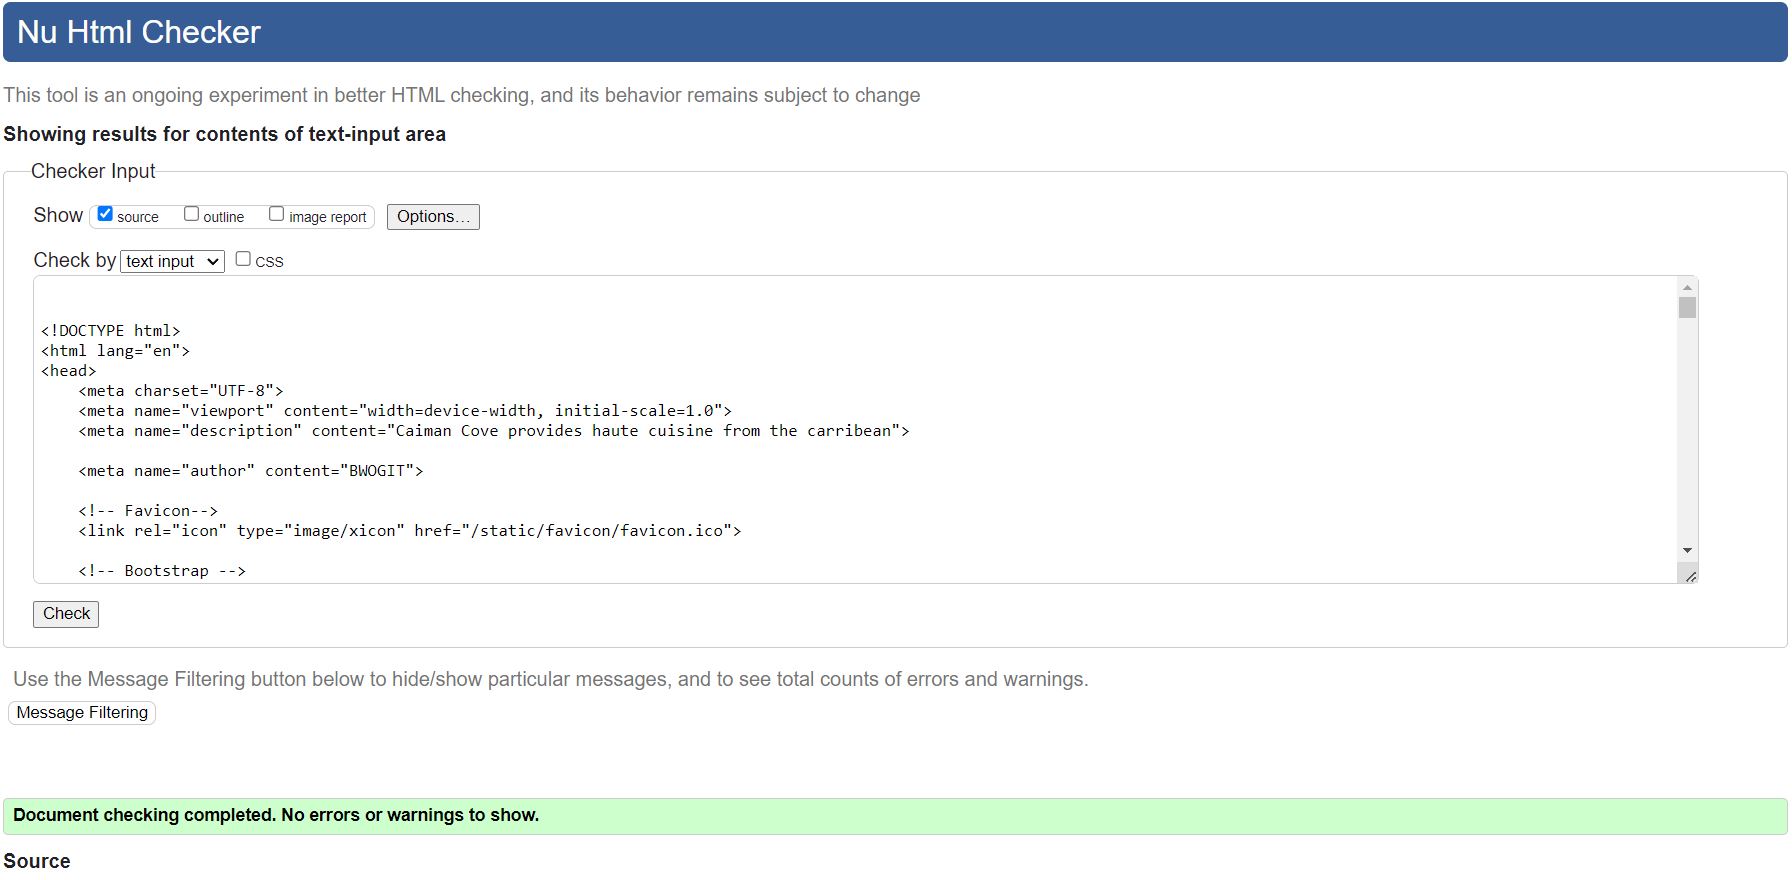 Nu Html Checker
This tool is an ongoing experiment in better HTML checking, and its behavior remains subject to change
Showing results for contents of text-input area
Checker Input
Show source outline image report Options...
Check by text input CSS
<!DOCTYPE html>
<html lang="en">
<head>
    <meta charset="UTF-8">
    <meta name="viewport" content="width=device-width, initial-scale=1.0">
    <meta name="description" content="Caiman Cove provides haute cuisine from the carribean">
    <meta name="author" content="BWOGIT">
    <!-- Favicon-->
    <link rel="icon" type="image/xicon" href="/static/favicon/favicon.ico">
    <!-- Bootstrap -->
Check
Use the Message Filtering button below to hide/show particular messages, and to see total counts of errors and warnings.
Message Filtering
Document checking completed. No errors or warnings to show.
Source